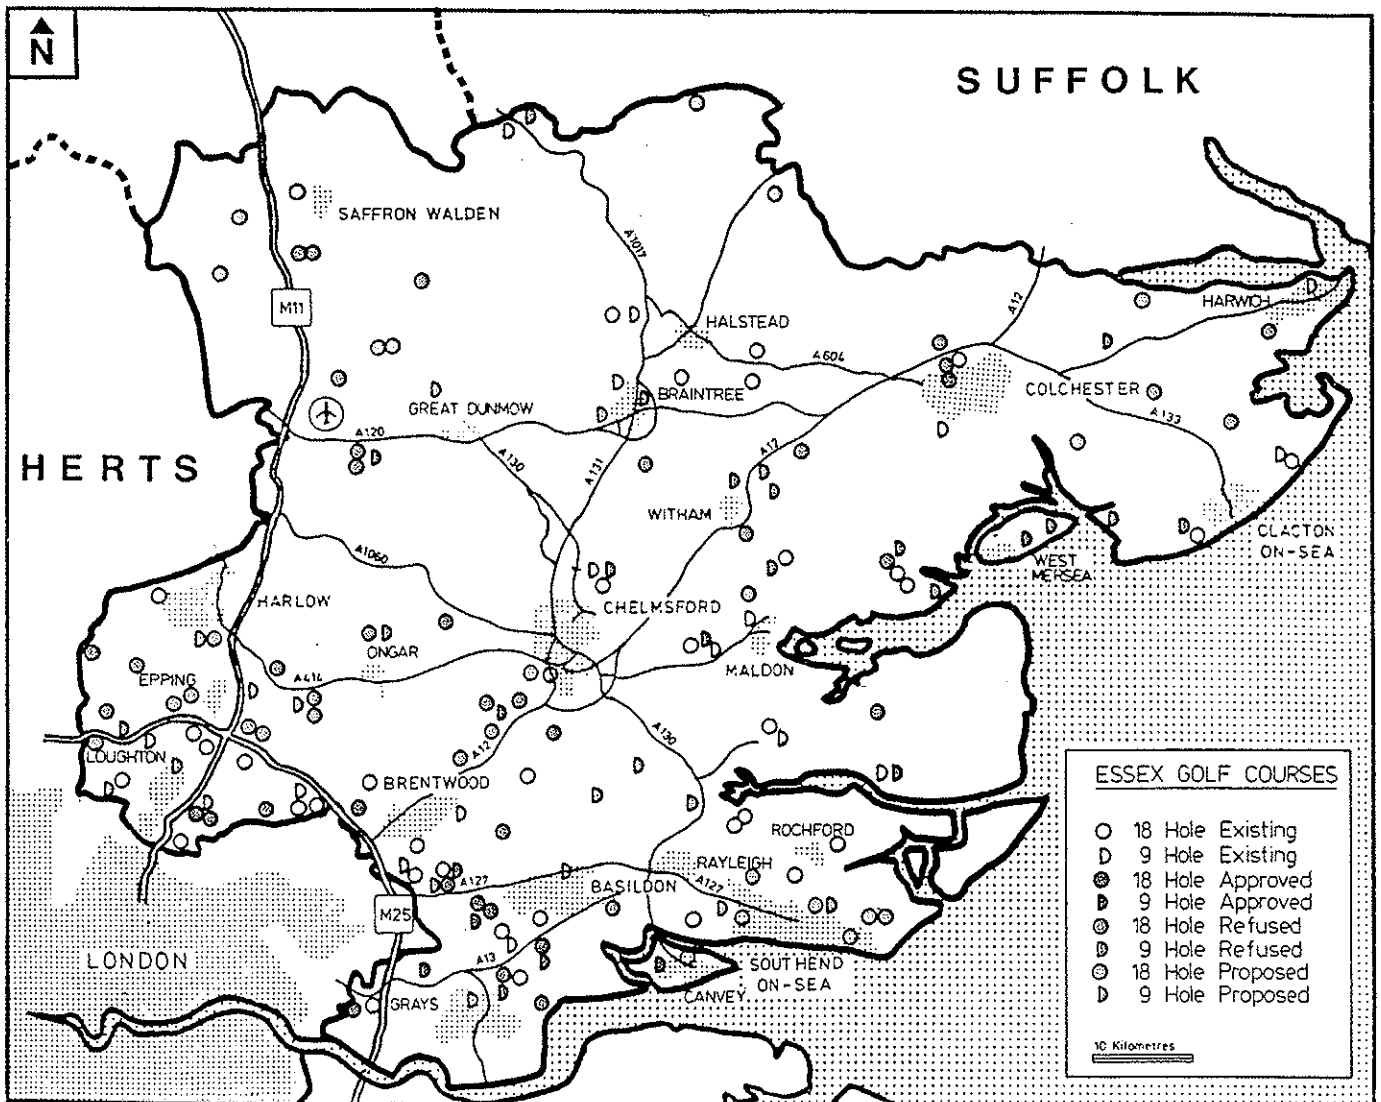 N
SUFFOLK
SAFFRON WALDEN
A1017
M11
A12
HARWICH
HALSTEAD
A604
COLCHESTER
BRAINTREE
GREAT DUNMOW
A133
A120
HERTS
A130
A131
A12
WITHAM
CLACTON
ON-SEA
A1060
WEST
MERSEA
HARLOW
CHELMSFORD
ONGAR
MALDON
EPPING
A414
A130
A12
LOUGHTON
BRENTWOOD
ROCHFORD
RAYLEIGH
A127
BASILDON
A127
M25
LONDON
A13
SOUTHEND
ON-SEA
CANVEY
GRAYS
ESSEX GOLF COURSES
18 Hole Existing
9 Hole Existing
18 Hole Approved
9 Hole Approved
18 Hole Refused
9 Hole Refused
18 Hole Proposed
9 Hole Proposed
10 Kilometres